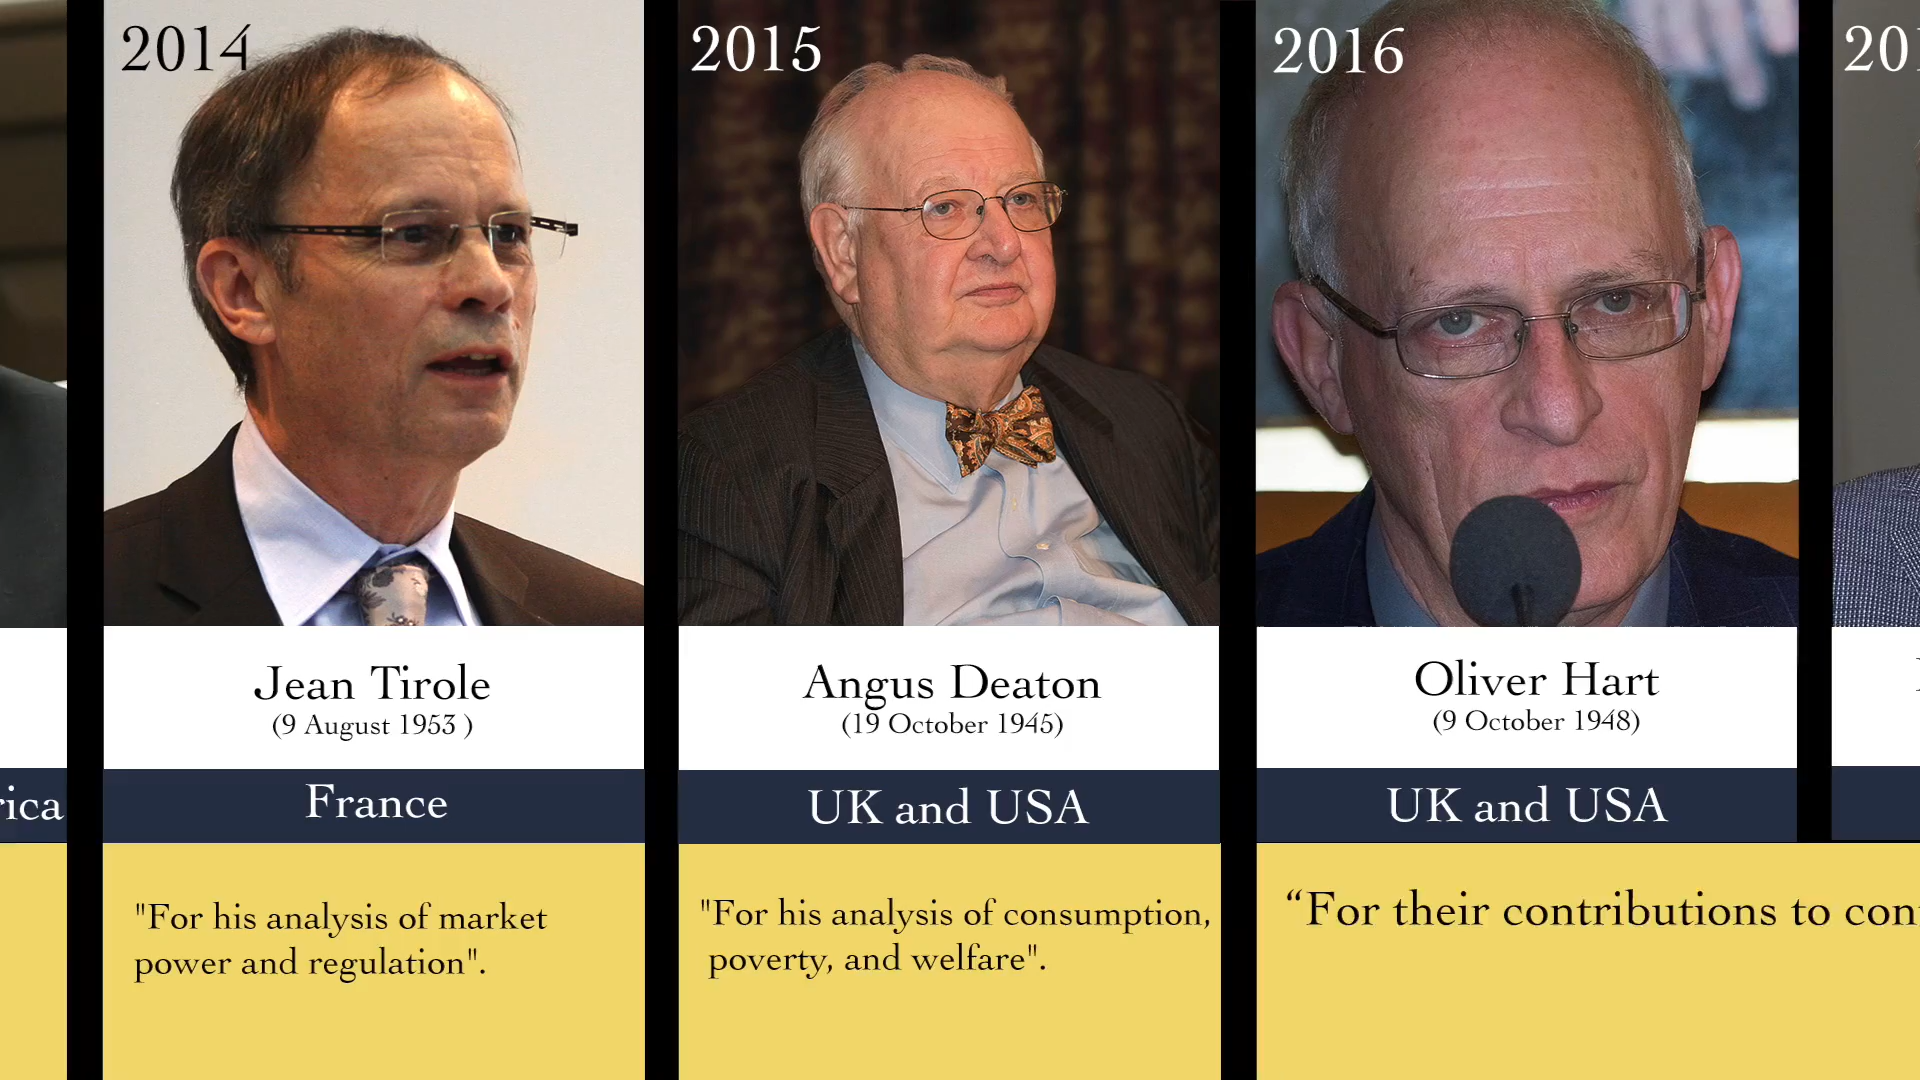 2014
2015
2016
Jean Tirole
(9 August 1953 )
Angus Deaton
(19 October 1945)
Oliver Hart
(9 October 1948)
France
UK and USA
UK and USA
"For his analysis of market
power and regulation".
"For his analysis of consumption,
poverty, and welfare".
“For their contributions to